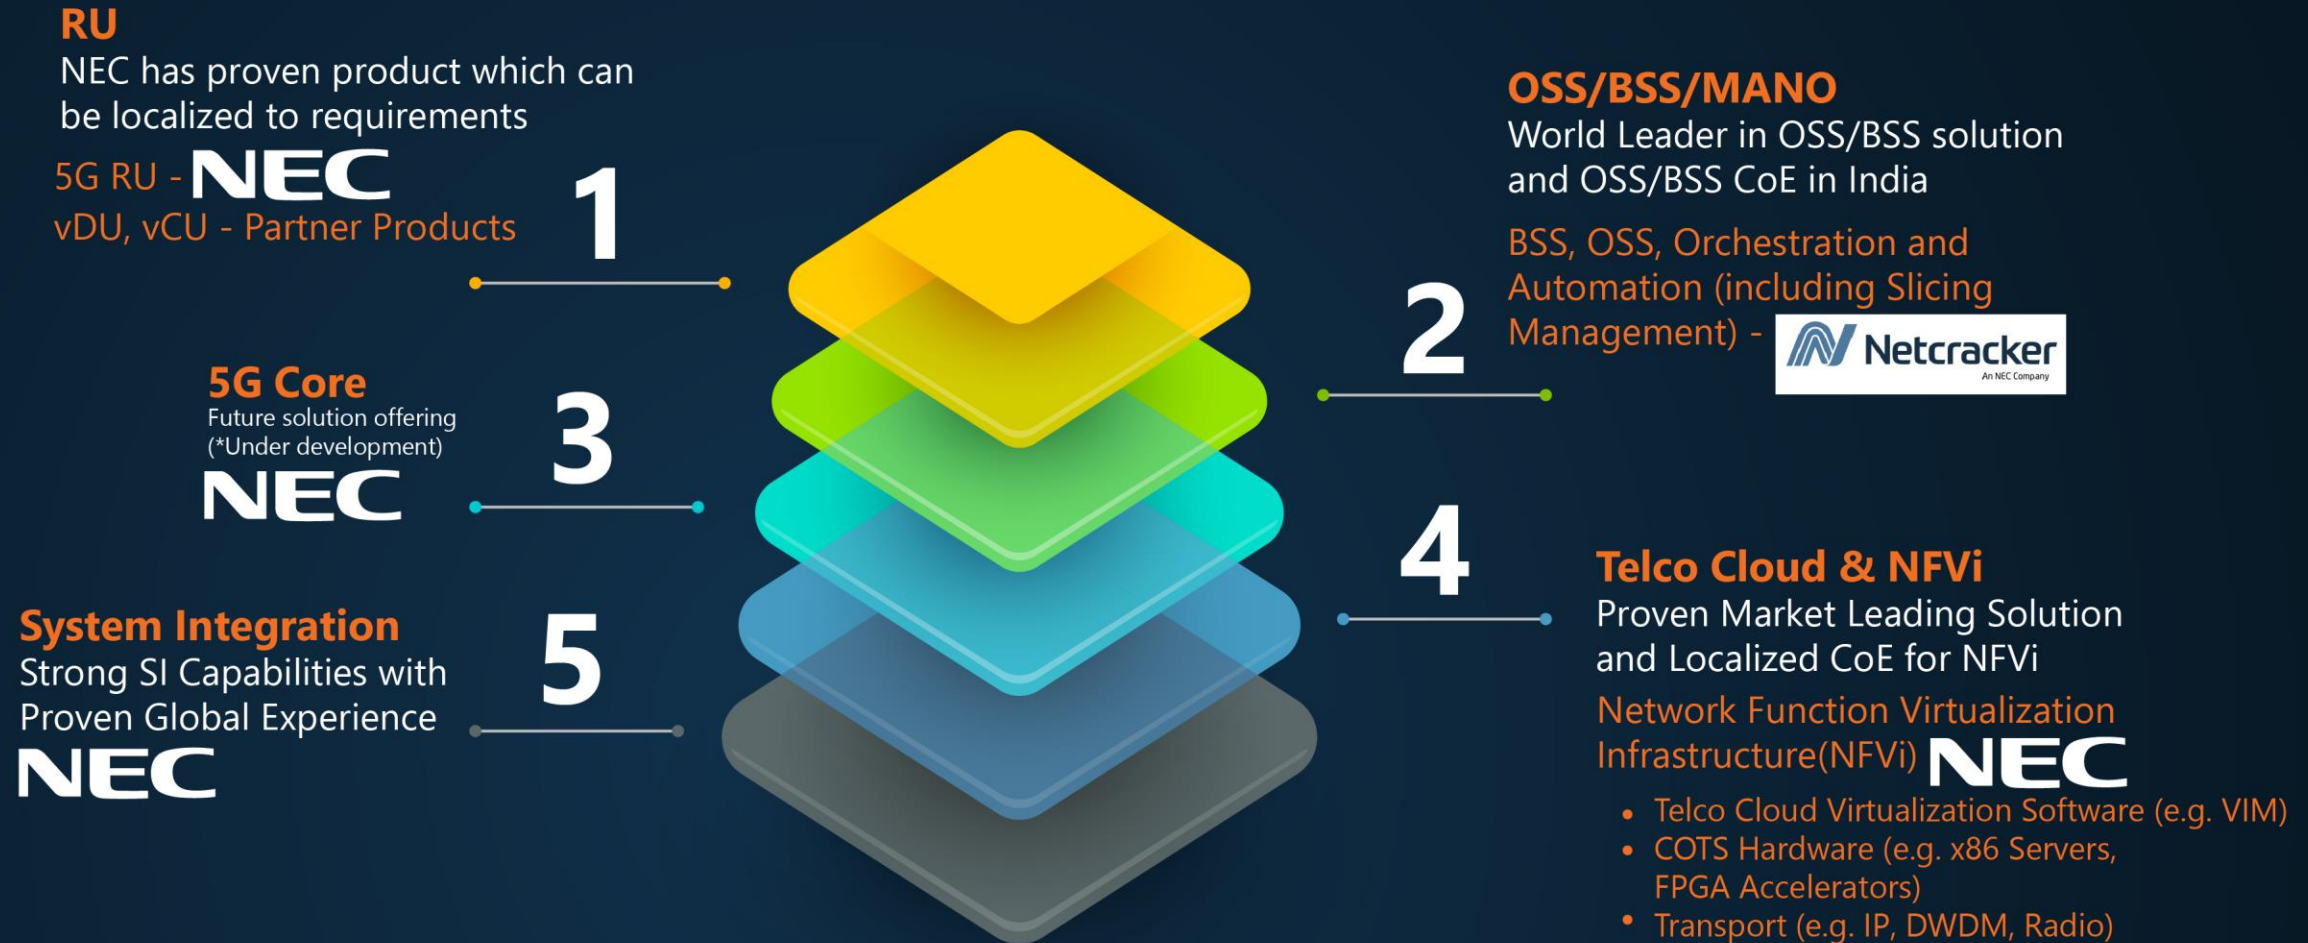 RU
NEC has proven product which can
be localized to requirements
5G RU - NEC
vDU, vCU - Partner Products
1
OSS/BSS/MANO
World Leader in OSS/BSS solution
and OSS/BSS CoE in India
BSS, OSS, Orchestration and
Automation (including Slicing
Management) - Netcracker
An NEC Company
2
5G Core
Future solution offering
(*Under development)
NEC
3
Telco Cloud & NFVi
Proven Market Leading Solution
and Localized CoE for NFVi
Network Function Virtualization
Infrastructure(NFVi) NEC
• Telco Cloud Virtualization Software (e.g. VIM)
• COTS Hardware (e.g. x86 Servers,
FPGA Accelerators)
• Transport (e.g. IP, DWDM, Radio)
4
System Integration
Strong SI Capabilities with
Proven Global Experience
NEC
5